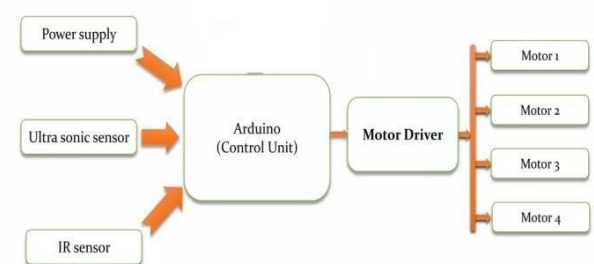 Power supply
Ultra sonic sensor
IR sensor
Arduino
(Control Unit)
Motor Driver
Motor 1
Motor 2
Motor 3
Motor 4